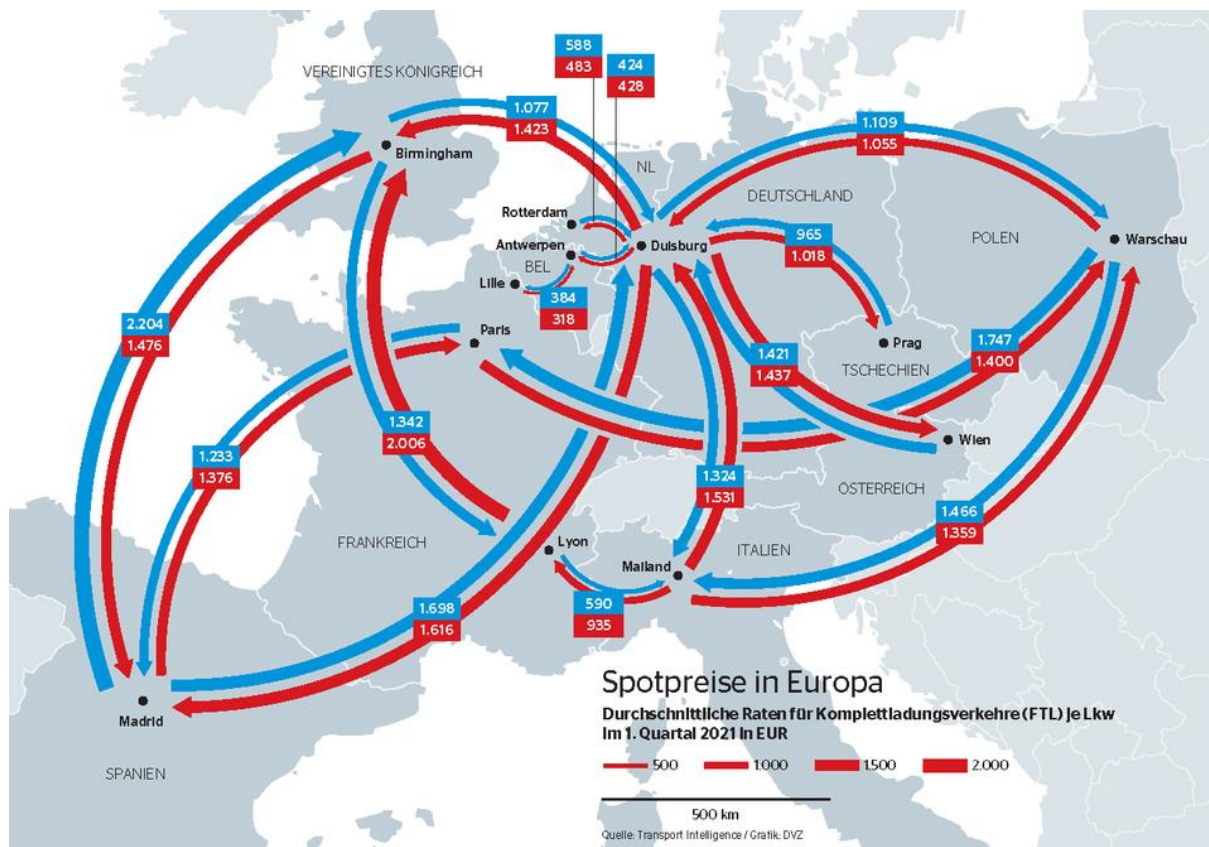 588
483
424
428
VEREINIGTES KÖNIGREICH
1.077
1.423
1.109
1.055
Birmingham
NL
DEUTSCHLAND
Rotterdam
965
1.018
POLEN
Warschau
Antwerpen
Duisburg
BEL
Lille
384
318
2.204
1.476
Paris
Prag
1.747
1.400
1.421
1.437
TSCHECHIEN
1.342
2.006
Wien
1.233
1.376
1.324
1.531
ÖSTERREICH
1.466
1.359
FRANKREICH
Lyon
ITALIEN
Mailand
590
935
1.698
1.616
Madrid
SPANIEN
Spotpreise in Europa
Durchschnittliche Raten für Komplettladungsverkehre (FTL) je Lkw
im 1. Quartal 2021 in EUR
500 1.000 1.500 2.000
500 km
Quelle: Transport Intelligence / Grafik: DVZ